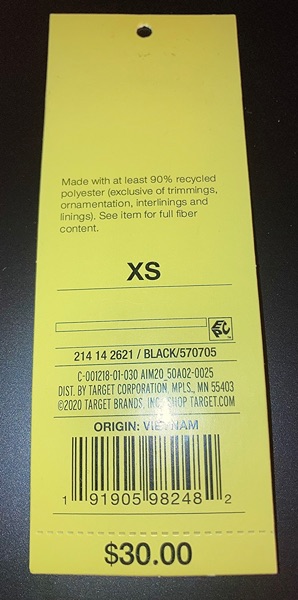 Made with at least 90% recycled
polyester (exclusive of trimmings,
ornamentation, interlinings and
linings). See item for full fiber
content.
XS
EPC
214 14 2621 / BLACK/570705
C-001218-01-030 AIM20_50A02-0025
DIST. BY TARGET CORPORATION, MPLS., MN 55403
©2020 TARGET BRANDS, INC. SHOP TARGET.COM
ORIGIN: VIETNAM
1 91905 98248 2
$30.00